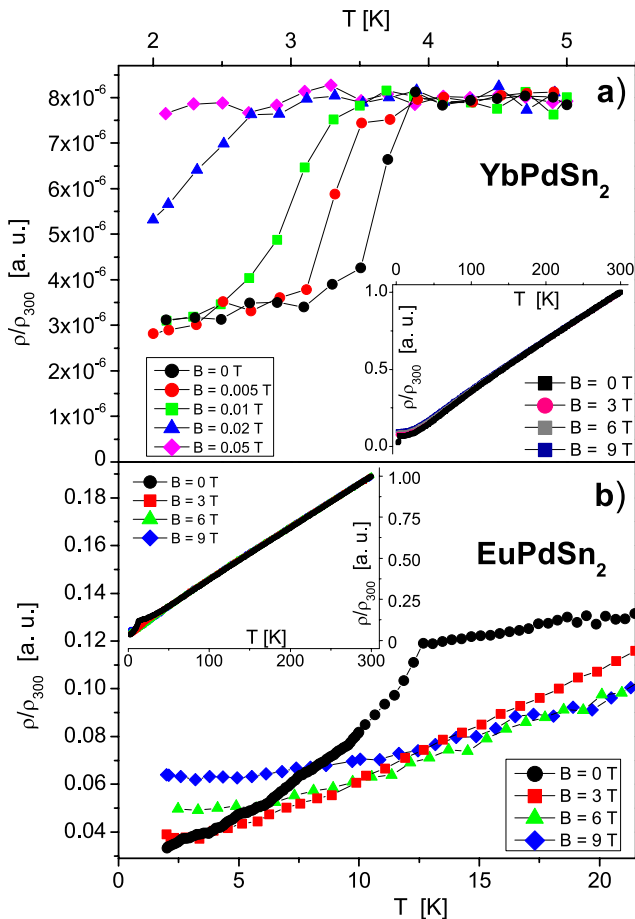 T [K]
2 3 4 5
a)
YbPdSn2
ρ/ρ300 [a. u.]
8x10-6
7x10-6
6x10-6
5x10-6
4x10-6
3x10-6
2x10-6
1x10-6
0
B = 0 T
B = 0.005 T
B = 0.01 T
B = 0.02 T
B = 0.05 T
0 100 200 300
T [K]
1.0
0.5
0.0
ρ/ρ300 [a. u.]
B = 0 T
B = 3 T
B = 6 T
B = 9 T
b)
EuPdSn2
ρ/ρ300 [a. u.]
0.18
0.16
0.14
0.12
0.10
0.08
0.06
0.04
B = 0 T
B = 3 T
B = 6 T
B = 9 T
1.00
0.75
0.50
0.25
0
ρ/ρ300 [a. u.]
T [K]
0 100 200 300
B = 0 T
B = 3 T
B = 6 T
B = 9 T
0 5 10 15 20
T [K]